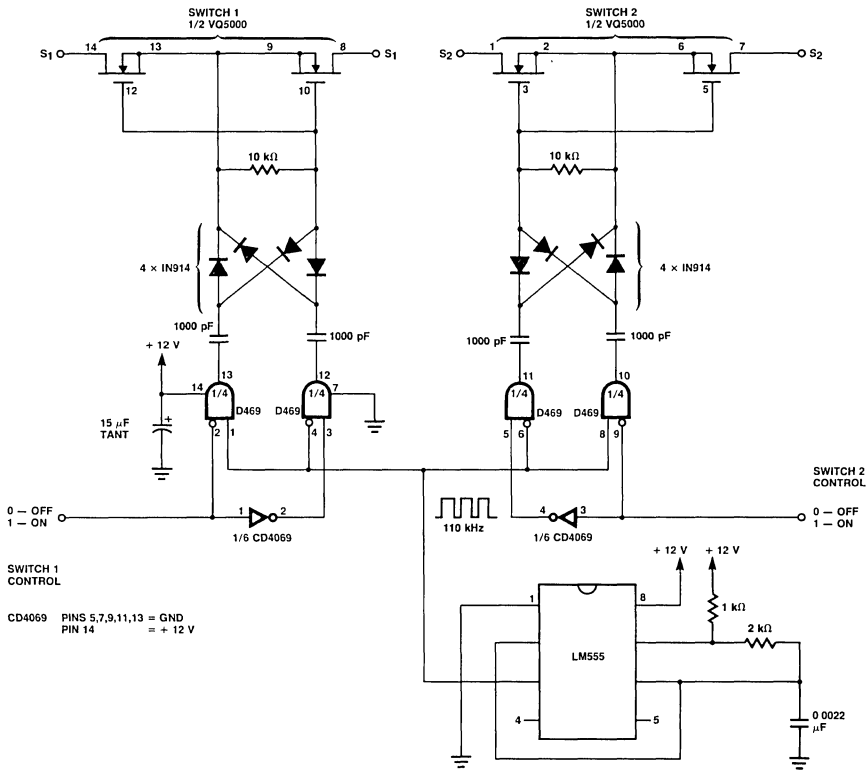 SWITCH 1
1/2 VQ5000
SWITCH 2
1/2 VQ5000
S1 14 13 9 8 S1
S2 1 2 6 7 S2
12 10
3 5
10 kΩ
10 kΩ
4 × IN914
4 × IN914
1000 pF
1000 pF
1000 pF
1000 pF
+ 12 V
13
12
11
10
14 1/4
1/4 7
1/4
1/4
D469
D469
D469
D469
15 µF
TANT
2 1
4 3
5 6
8 9
SWITCH 2
CONTROL
0 — OFF
1 — ON
1 2
4 3
0 — OFF
1 — ON
1/6 CD4069
110 kHz
1/6 CD4069
SWITCH 1
CONTROL
+ 12 V
+ 12 V
1 8
1 kΩ
2 kΩ
CD4069 PINS 5,7,9,11,13 = GND
PIN 14 = + 12 V
LM555
4 5
0 0022
µF